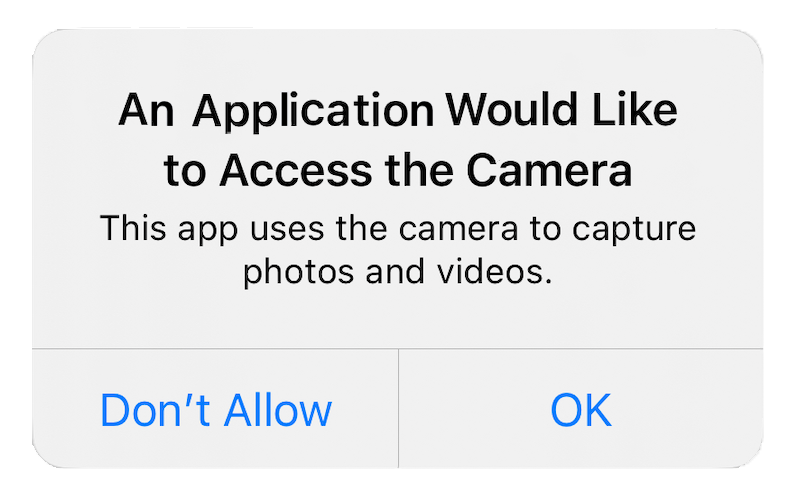 An Application Would Like
to Access the Camera
This app uses the camera to capture
photos and videos.
Don’t Allow
OK